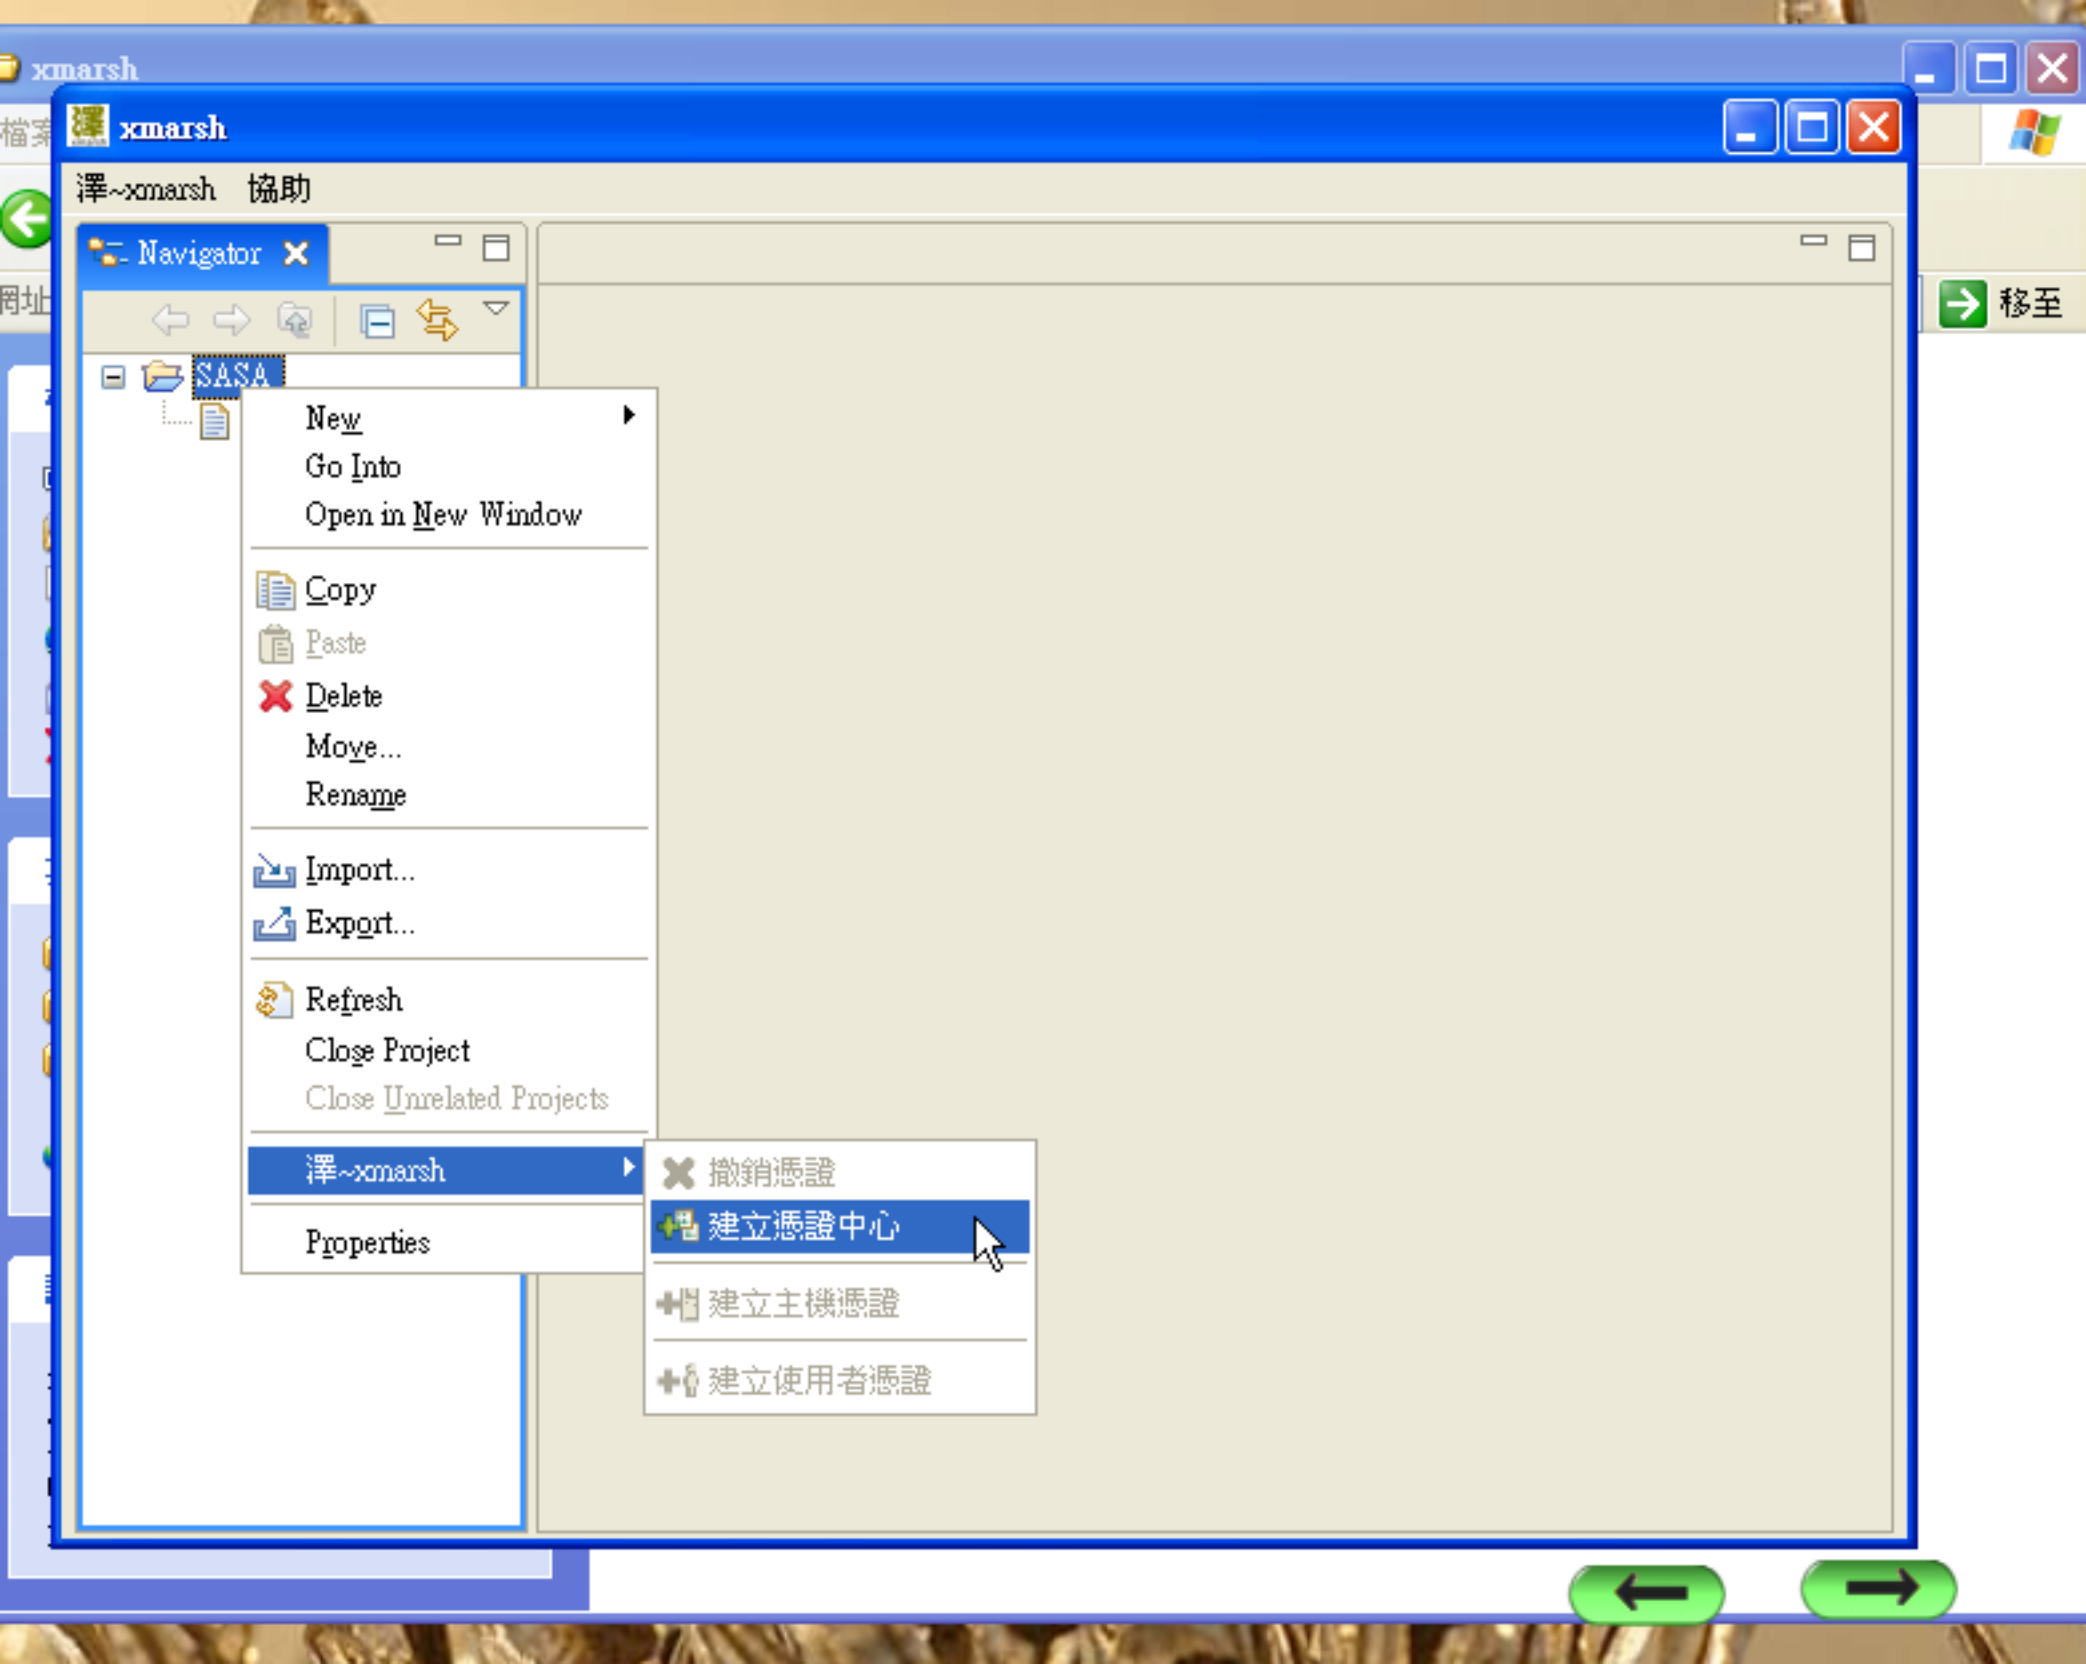 xmarsh
檔案
xmarsh
澤~xmarsh 協助
Navigator
網址
移至
SASA
New
Go Into
Open in New Window
Copy
Paste
Delete
Move...
Rename
Import...
Export...
Refresh
Close Project
Close Unrelated Projects
澤~xmarsh
撤銷憑證
建立憑證中心
Properties
建立主機憑證
建立使用者憑證